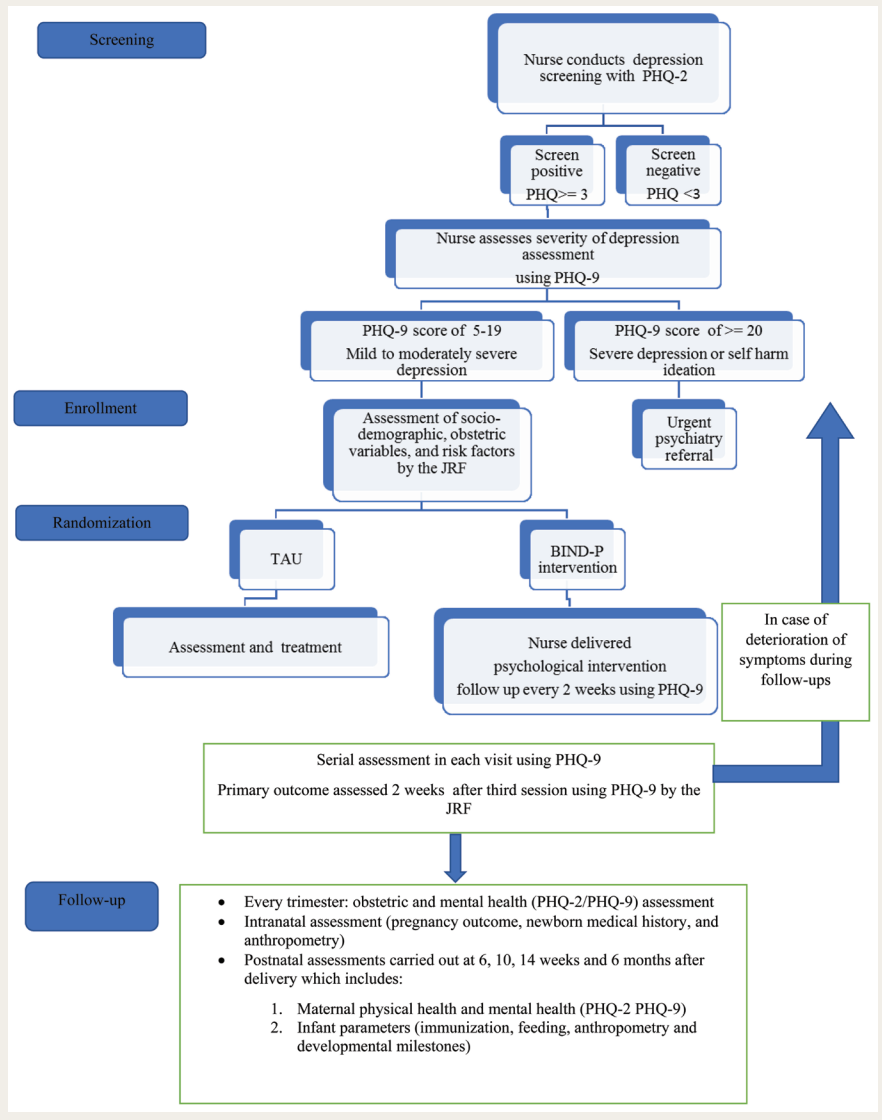 Screening
Nurse conducts depression
screening with PHQ-2
Screen
positive
PHQ>= 3
Screen
negative
PHQ <3
Nurse assesses severity of depression
assessment
using PHQ-9
PHQ-9 score of 5-19
Mild to moderately severe
depression
PHQ-9 score of >= 20
Severe depression or self harm
ideation
Enrollment
Assessment of socio-
demographic, obstetric
variables, and risk factors
by the JRF
Urgent
psychiatry
referral
Randomization
TAU
BIND-P
intervention
Assessment and treatment
Nurse delivered
psychological intervention
follow up every 2 weeks using PHQ-9
In case of
deterioration of
symptoms during
follow-ups
Serial assessment in each visit using PHQ-9
Primary outcome assessed 2 weeks after third session using PHQ-9 by the
JRF
Follow-up
• Every trimester: obstetric and mental health (PHQ-2/PHQ-9) assessment
• Intranatal assessment (pregnancy outcome, newborn medical history, and
anthropometry)
• Postnatal assessments carried out at 6, 10, 14 weeks and 6 months after
delivery which includes:
1. Maternal physical health and mental health (PHQ-2 PHQ-9)
2. Infant parameters (immunization, feeding, anthropometry and
developmental milestones)